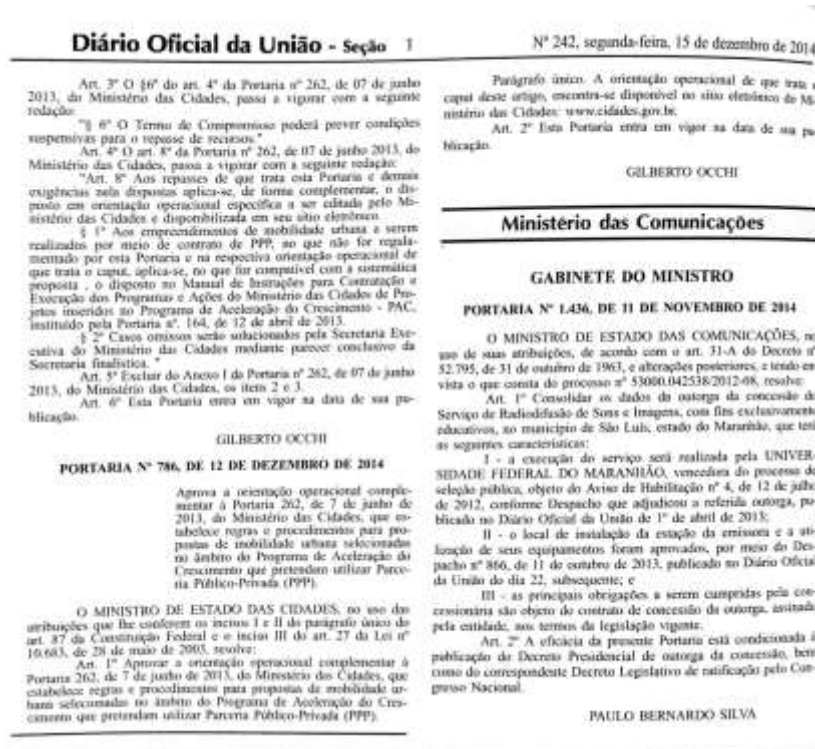 Diário Oficial da União - Seção 1
Nº 242, segunda-feira, 15 de dezembro de 2014
Art. 3º O §6º do art. 4º da Portaria nº 262, de 07 de junho
2013, do Ministério das Cidades, passa a vigorar com a seguinte
redação:
"§ 6º O Termo de Compromisso poderá prever condições
suspensivas para o repasse de recursos."
Art. 4º O art. 8º da Portaria nº 262, de 07 de junho 2013, do
Ministério das Cidades, passa a vigorar com a seguinte redação:
"Art. 8º Aos repasses de que trata esta Portaria e demais
exigências nela dispostas aplica-se, de forma complementar, o dis-
posto em orientação operacional específica a ser editada pelo Mi-
nistério das Cidades e disponibilizada em seu sítio eletrônico.
§ 1º Aos empreendimentos de mobilidade urbana a serem
realizados por meio de contrato de PPP, no que não for regula-
mentado por esta Portaria e na respectiva orientação operacional de
que trata o caput, aplica-se, no que for compatível com a sistemática
proposta , o disposto no Manual de Instruções para Contratação e
Execução dos Programas e Ações do Ministério das Cidades de Pro-
jetos inseridos no Programa de Aceleração do Crescimento - PAC,
instituído pela Portaria nº. 164, de 12 de abril de 2013.
§ 2º Casos omissos serão solucionados pela Secretaria Exe-
cutiva do Ministério das Cidades mediante parecer conclusivo da
Secretaria finalística. "
Art. 5º Excluir do Anexo I da Portaria nº 262, de 07 de junho
2013, do Ministério das Cidades, os itens 2 e 3.
Art. 6º Esta Portaria entra em vigor na data de sua pu-
blicação.
GILBERTO OCCHI
PORTARIA Nº 786, DE 12 DE DEZEMBRO DE 2014
Aprova a orientação operacional comple-
mentar à Portaria 262, de 7 de junho de
2013, do Ministério das Cidades, que es-
tabelece regras e procedimentos para pro-
postas de mobilidade urbana selecionadas
no âmbito do Programa de Aceleração do
Crescimento que pretendam utilizar Parce-
ria Público-Privada (PPP).
O MINISTRO DE ESTADO DAS CIDADES, no uso das
atribuições que lhe conferem os incisos I e II do parágrafo único do
art. 87 da Constituição Federal e o inciso III do art. 27 da Lei nº
10.683, de 28 de maio de 2003, resolve:
Art. 1º Aprovar a orientação operacional complementar à
Portaria 262, de 7 de junho de 2013, do Ministério das Cidades, que
estabelece regras e procedimentos para propostas de mobilidade ur-
bana selecionadas no âmbito do Programa de Aceleração do Cres-
cimento que pretendam utilizar Parceria Público-Privada (PPP).
Parágrafo único. A orientação operacional de que trata o
caput deste artigo, encontra-se disponível no sítio eletrônico do Mi-
nistério das Cidades: www.cidades.gov.br.
Art. 2º Esta Portaria entra em vigor na data de sua pu-
blicação.
GILBERTO OCCHI
Ministério das Comunicações
GABINETE DO MINISTRO
PORTARIA Nº 1.436, DE 11 DE NOVEMBRO DE 2014
O MINISTRO DE ESTADO DAS COMUNICAÇÕES, no
uso de suas atribuições, de acordo com o art. 31-A do Decreto nº
52.795, de 31 de outubro de 1963, e alterações posteriores, e tendo em
vista o que consta do processo nº 53000.042538/2012-08, resolve:
Art. 1º Consolidar os dados da outorga da concessão do
Serviço de Radiodifusão de Sons e Imagens, com fins exclusivamente
educativos, no município de São Luís, estado do Maranhão, que terá
as seguintes características:
I - a execução do serviço será realizada pela UNIVER-
SIDADE FEDERAL DO MARANHÃO, vencedora do processo de
seleção pública, objeto do Aviso de Habilitação nº 4, de 12 de julho
de 2012, conforme Despacho que adjudicou a referida outorga, pu-
blicado no Diário Oficial da União de 1º de abril de 2013;
II - o local de instalação da estação da emissora e a uti-
lização de seus equipamentos foram aprovados, por meio do Des-
pacho nº 866, de 11 de outubro de 2013, publicado no Diário Oficial
da União do dia 22, subsequente; e
III - as principais obrigações a serem cumpridas pela con-
cessionária são objeto do contrato de concessão da outorga, assinado
pela entidade, nos termos da legislação vigente.
Art. 2º A eficácia da presente Portaria está condicionada à
publicação do Decreto Presidencial de outorga da concessão, bem
como do correspondente Decreto Legislativo de ratificação pelo Con-
gresso Nacional.
PAULO BERNARDO SILVA